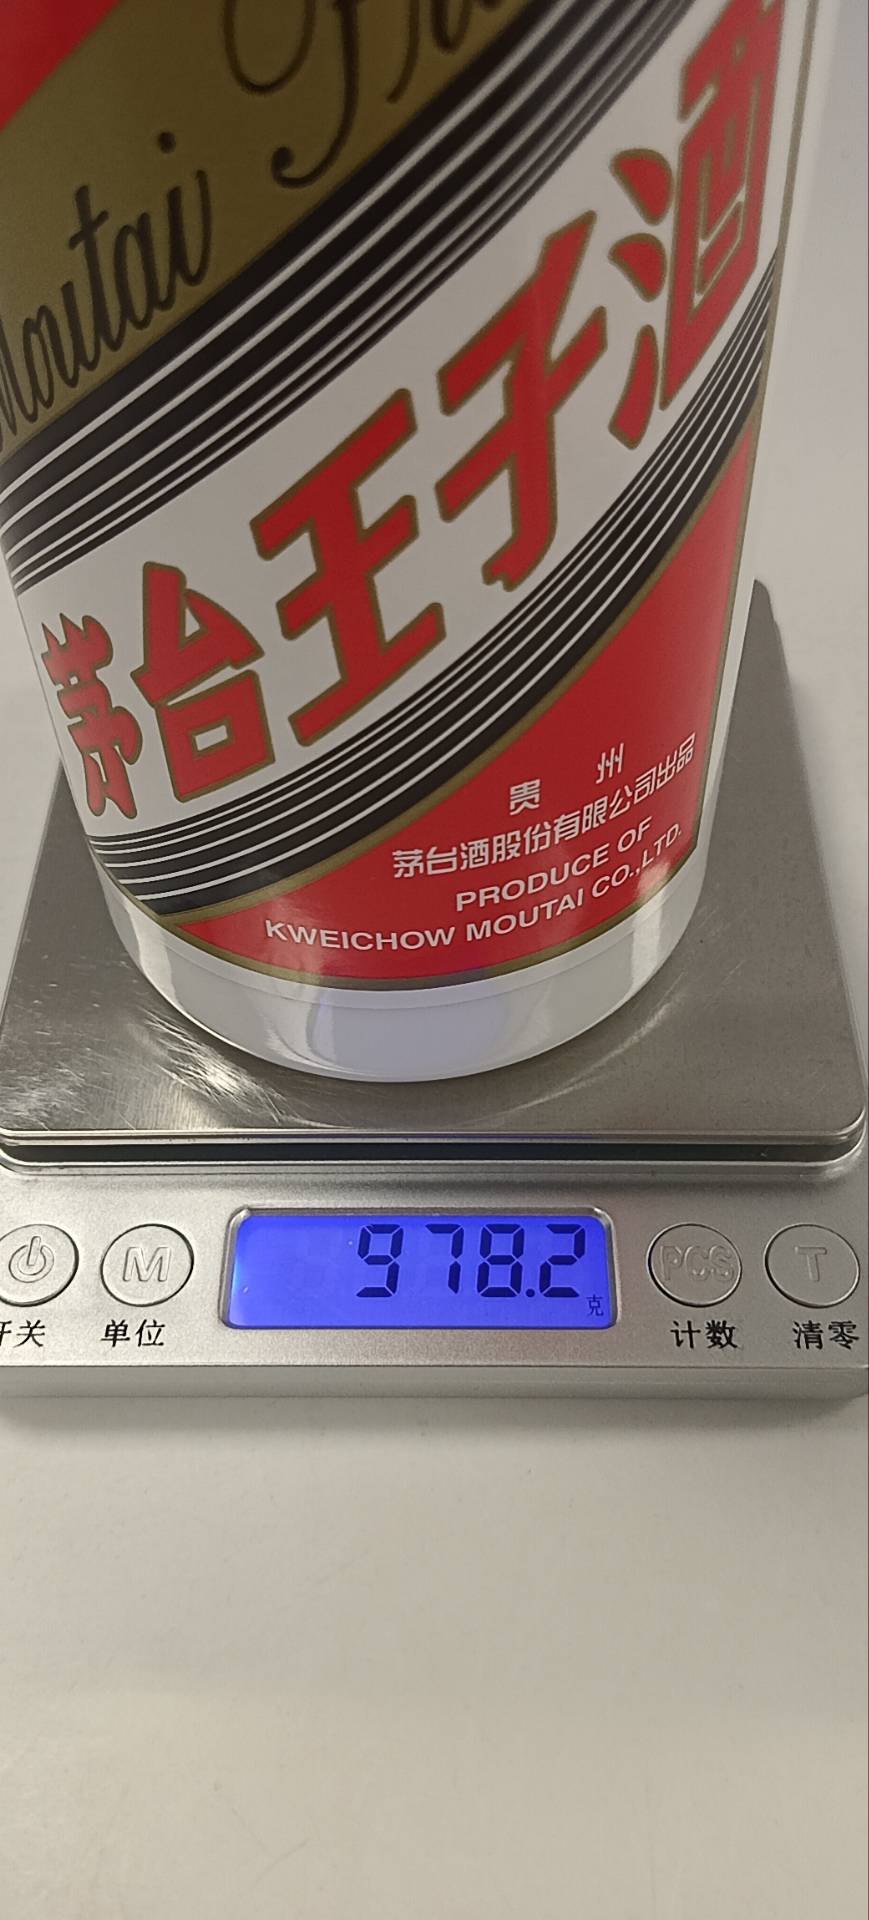 Moutai
茅台王子酒
贵州
茅台酒股份有限公司出品
PRODUCE OF
KWEICHOW MOUTAI CO.,LTD.
978.2
克
M
PCS
T
开关
单位
计数
清零